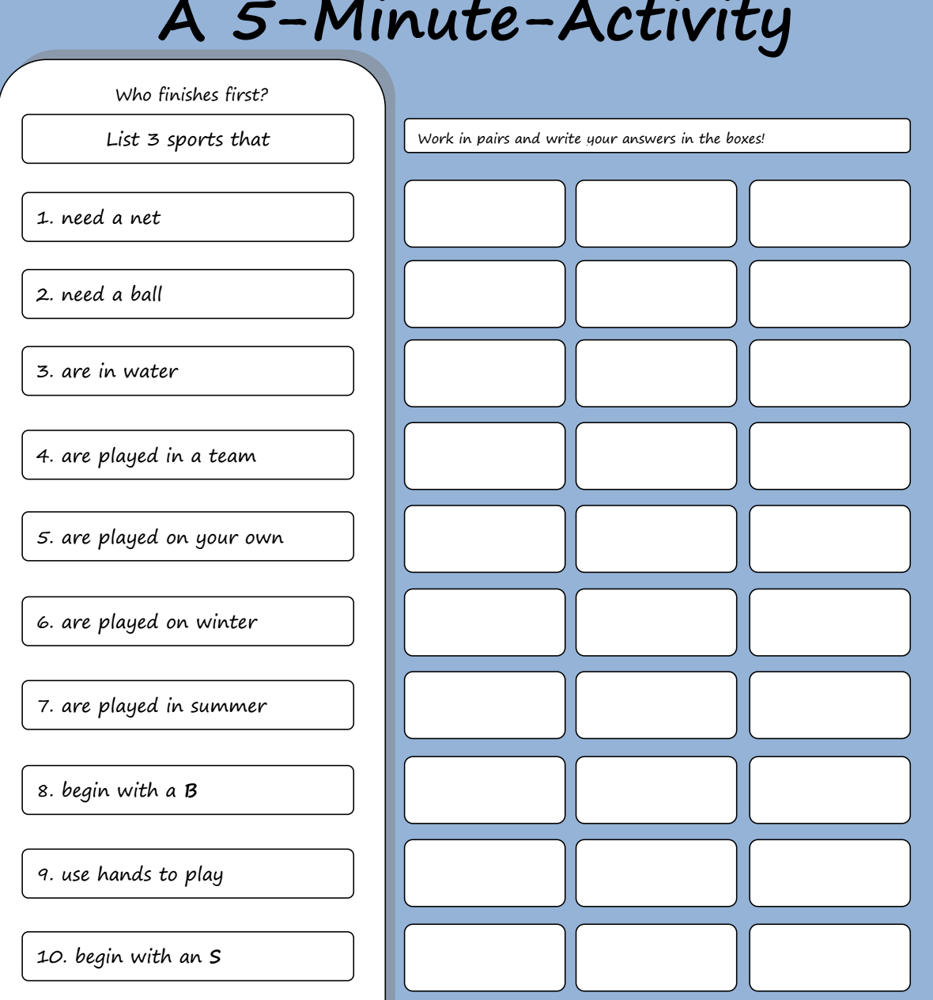 A 5-Minute-Activity
Who finishes first?
List 3 sports that
Work in pairs and write your answers in the boxes!
1. need a net
2. need a ball
3. are in water
4. are played in a team
5. are played on your own
6. are played on winter
7. are played in summer
8. begin with a B
9. use hands to play
10. begin with an S